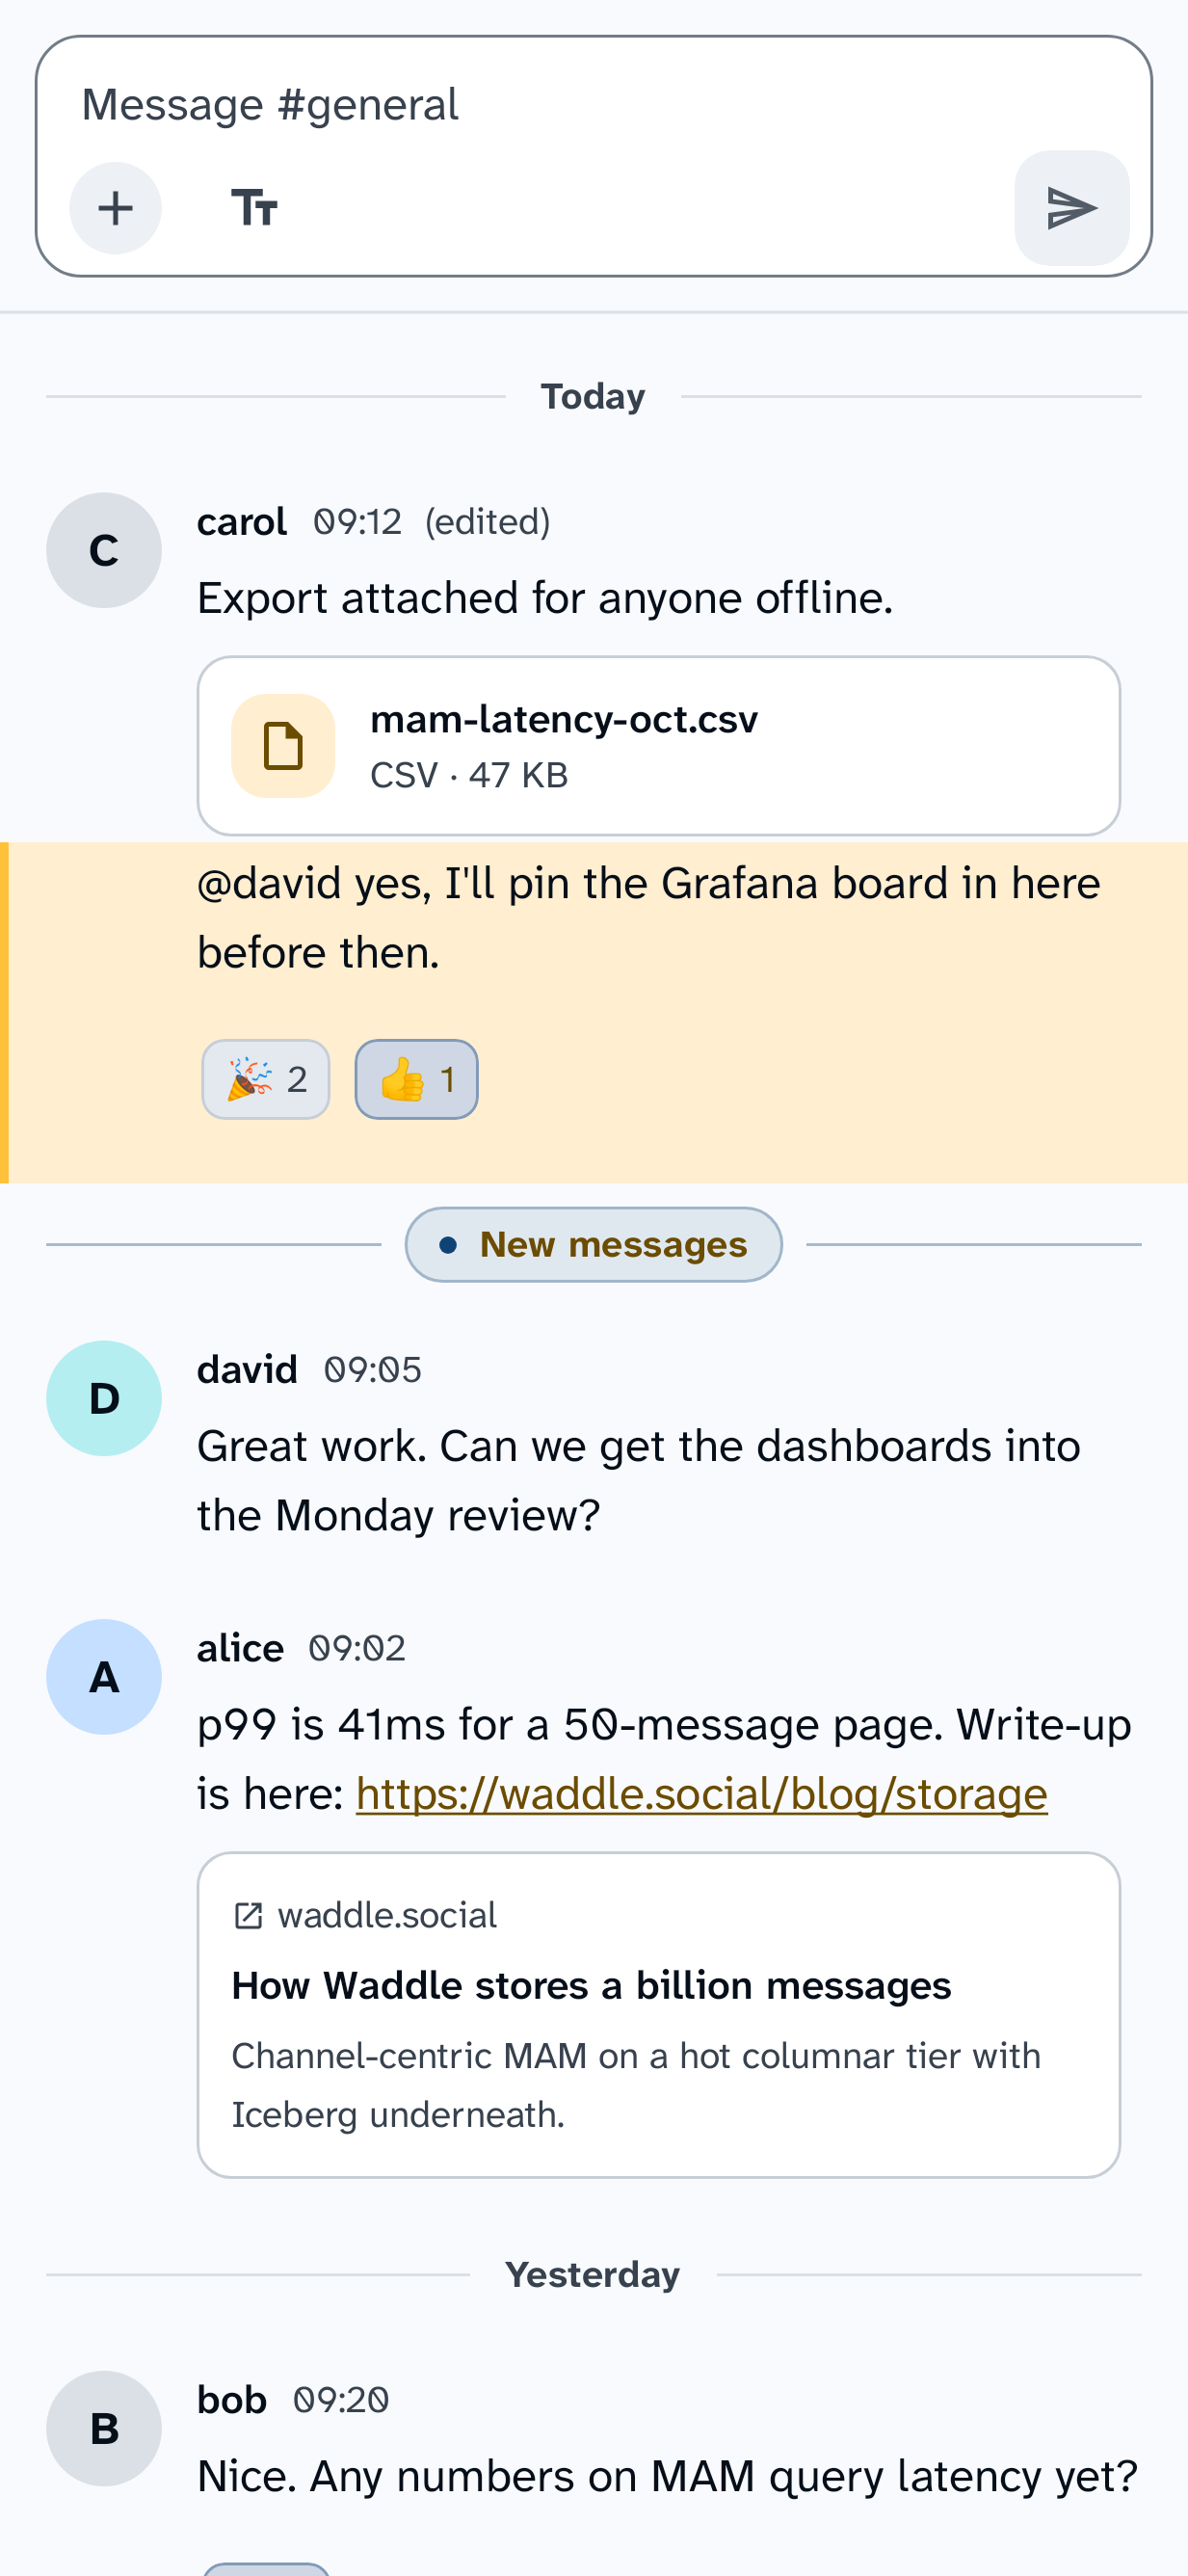 Message #general
Today
C
carol 09:12 (edited)
Export attached for anyone offline.
mam-latency-oct.csv
CSV · 47 KB
@david yes, I'll pin the Grafana board in here
before then.
🎉 2 👍 1
New messages
D
david 09:05
Great work. Can we get the dashboards into
the Monday review?
A
alice 09:02
p99 is 41ms for a 50-message page. Write-up
is here: https://waddle.social/blog/storage
waddle.social
How Waddle stores a billion messages
Channel-centric MAM on a hot columnar tier with
Iceberg underneath.
Yesterday
B
bob 09:20
Nice. Any numbers on MAM query latency yet?